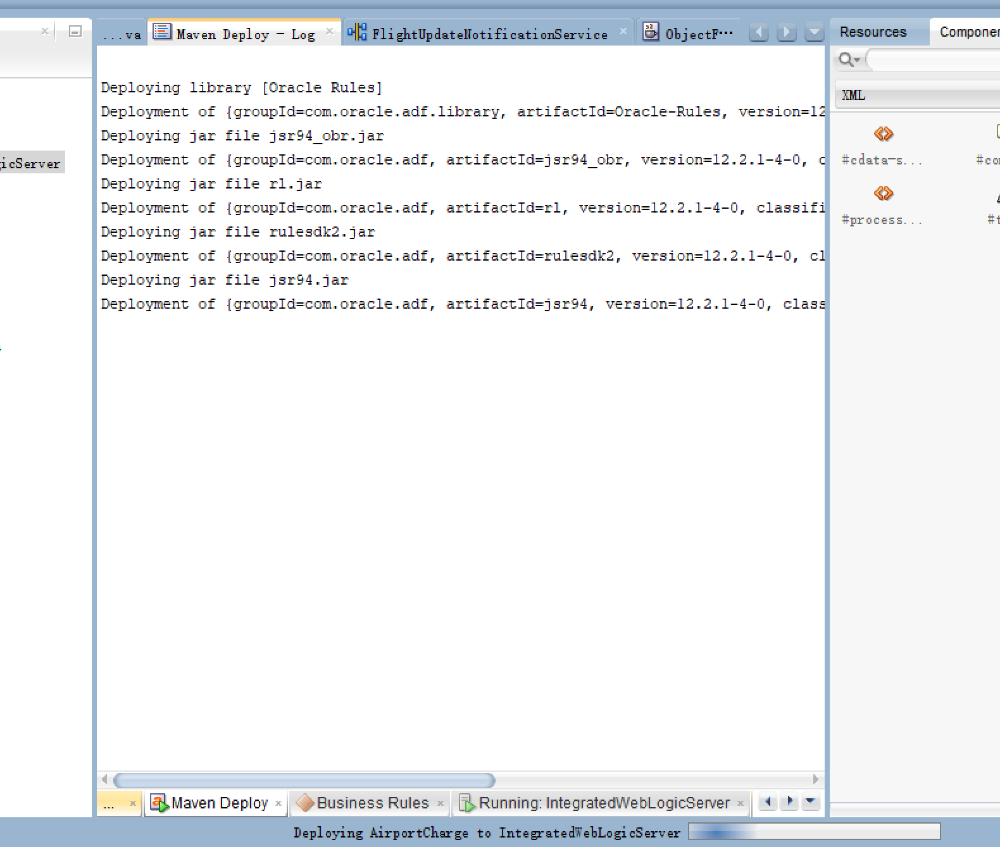 ...va
Maven Deploy - Log
FlightUpdateNotificationService
ObjectF...
Resources
XML
Deploying library [Oracle Rules]
Deployment of {groupId=com.oracle.adf.library, artifactId=Oracle-Rules, version=12
Deploying jar file jsr94_obr.jar
Deployment of {groupId=com.oracle.adf, artifactId=jsr94_obr, version=12.2.1-4-0, c
Deploying jar file rl.jar
Deployment of {groupId=com.oracle.adf, artifactId=rl, version=12.2.1-4-0, classifi
Deploying jar file rulesdk2.jar
Deployment of {groupId=com.oracle.adf, artifactId=rulesdk2, version=12.2.1-4-0, cl
Deploying jar file jsr94.jar
Deployment of {groupId=com.oracle.adf, artifactId=jsr94, version=12.2.1-4-0, class
icServer
#cdata-s...
#co
#process...
#t
...
Maven Deploy
Business Rules
Running: IntegratedWebLogicServer
Deploying AirportCharge to IntegratedWebLogicServer